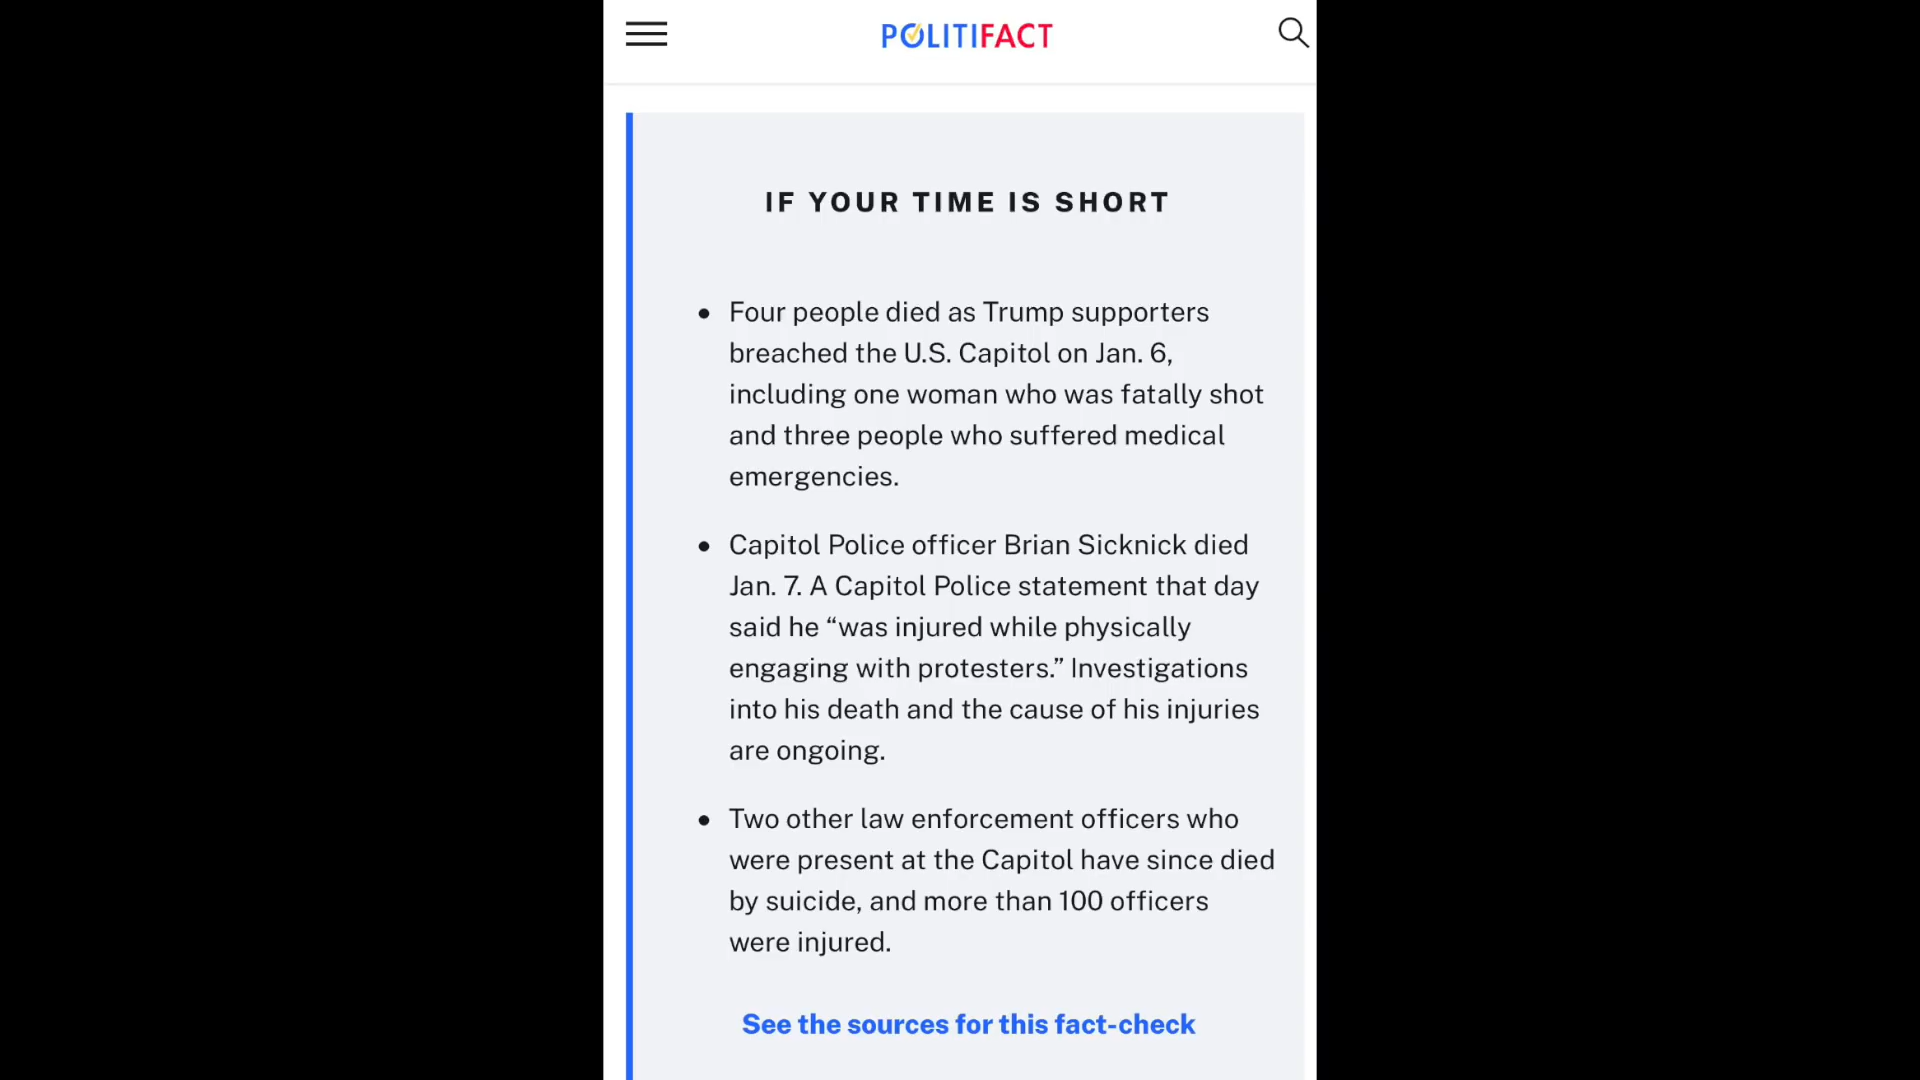 POLITIFACT
IF YOUR TIME IS SHORT
• Four people died as Trump supporters
breached the U.S. Capitol on Jan. 6,
including one woman who was fatally shot
and three people who suffered medical
emergencies.
• Capitol Police officer Brian Sicknick died
Jan. 7. A Capitol Police statement that day
said he “was injured while physically
engaging with protesters.” Investigations
into his death and the cause of his injuries
are ongoing.
• Two other law enforcement officers who
were present at the Capitol have since died
by suicide, and more than 100 officers
were injured.
See the sources for this fact-check